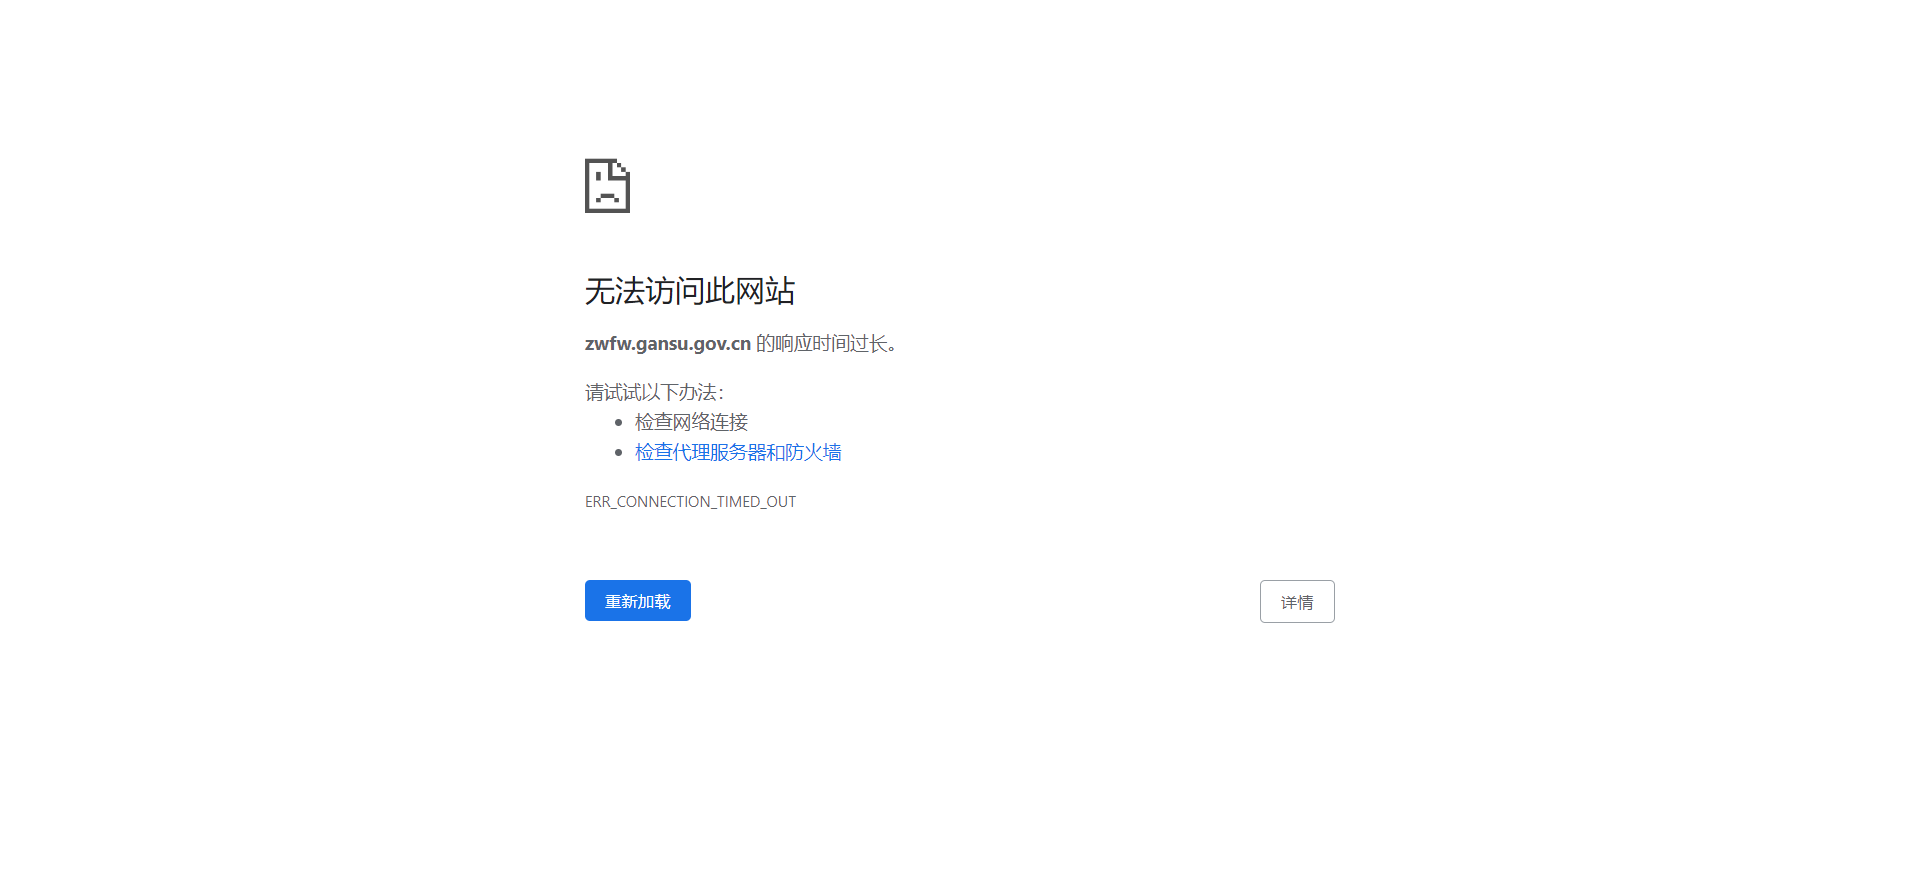 无法访问此网站
zwfw.gansu.gov.cn 的响应时间过长。
请试试以下办法：
检查网络连接
检查代理服务器和防火墙
ERR_CONNECTION_TIMED_OUT
重新加载
详情